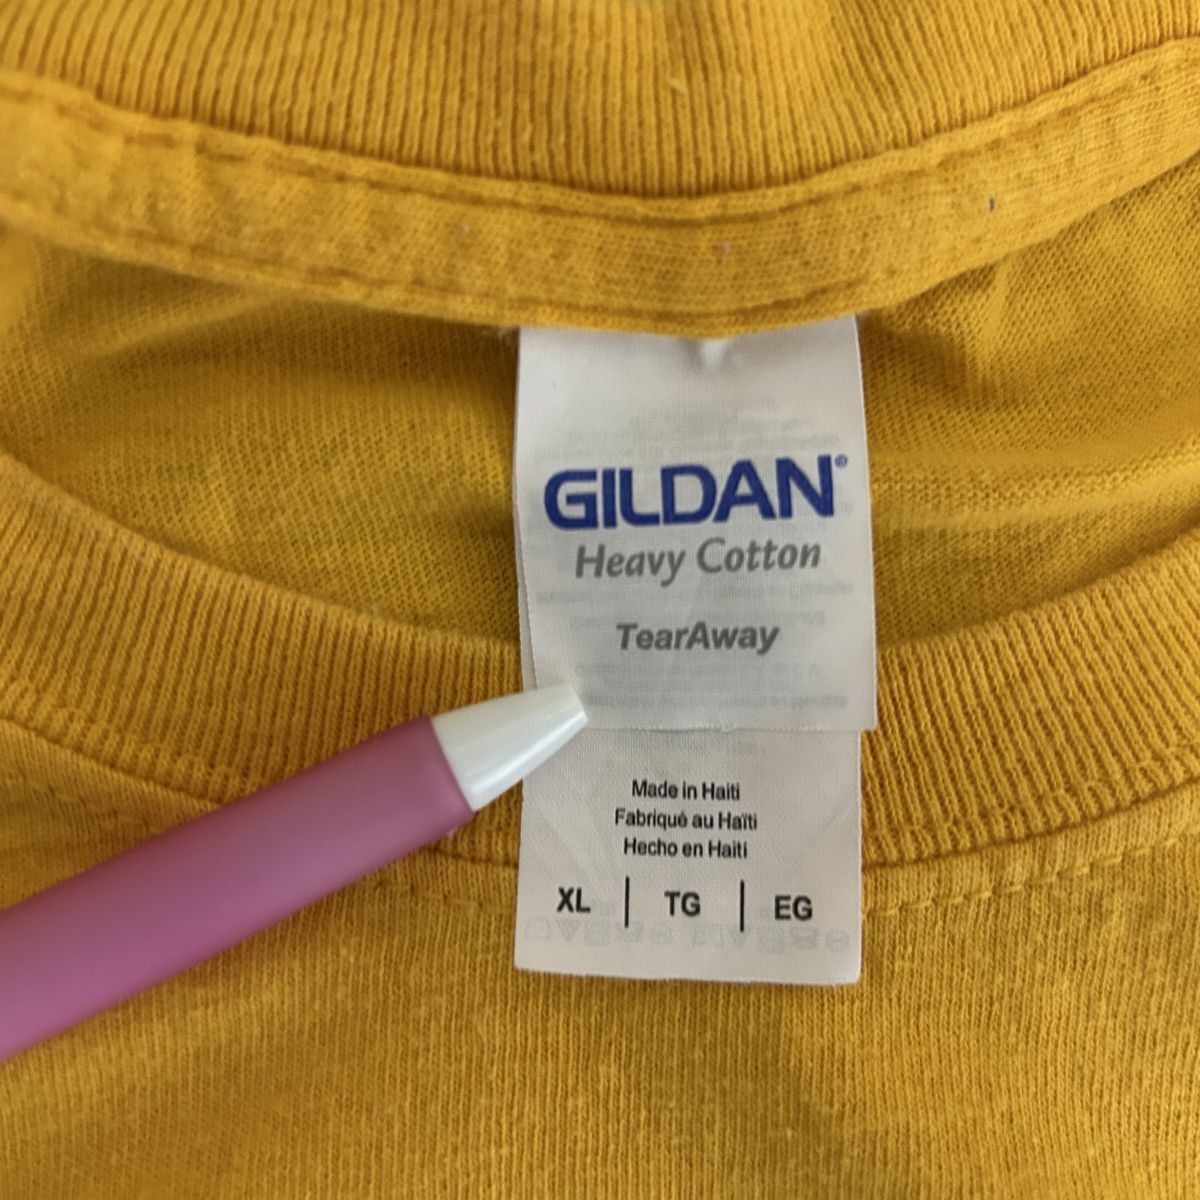 GILDAN®
Heavy Cotton
TearAway
Made in Haiti
Fabriqué au Haïti
Hecho en Haiti
XL | TG | EG